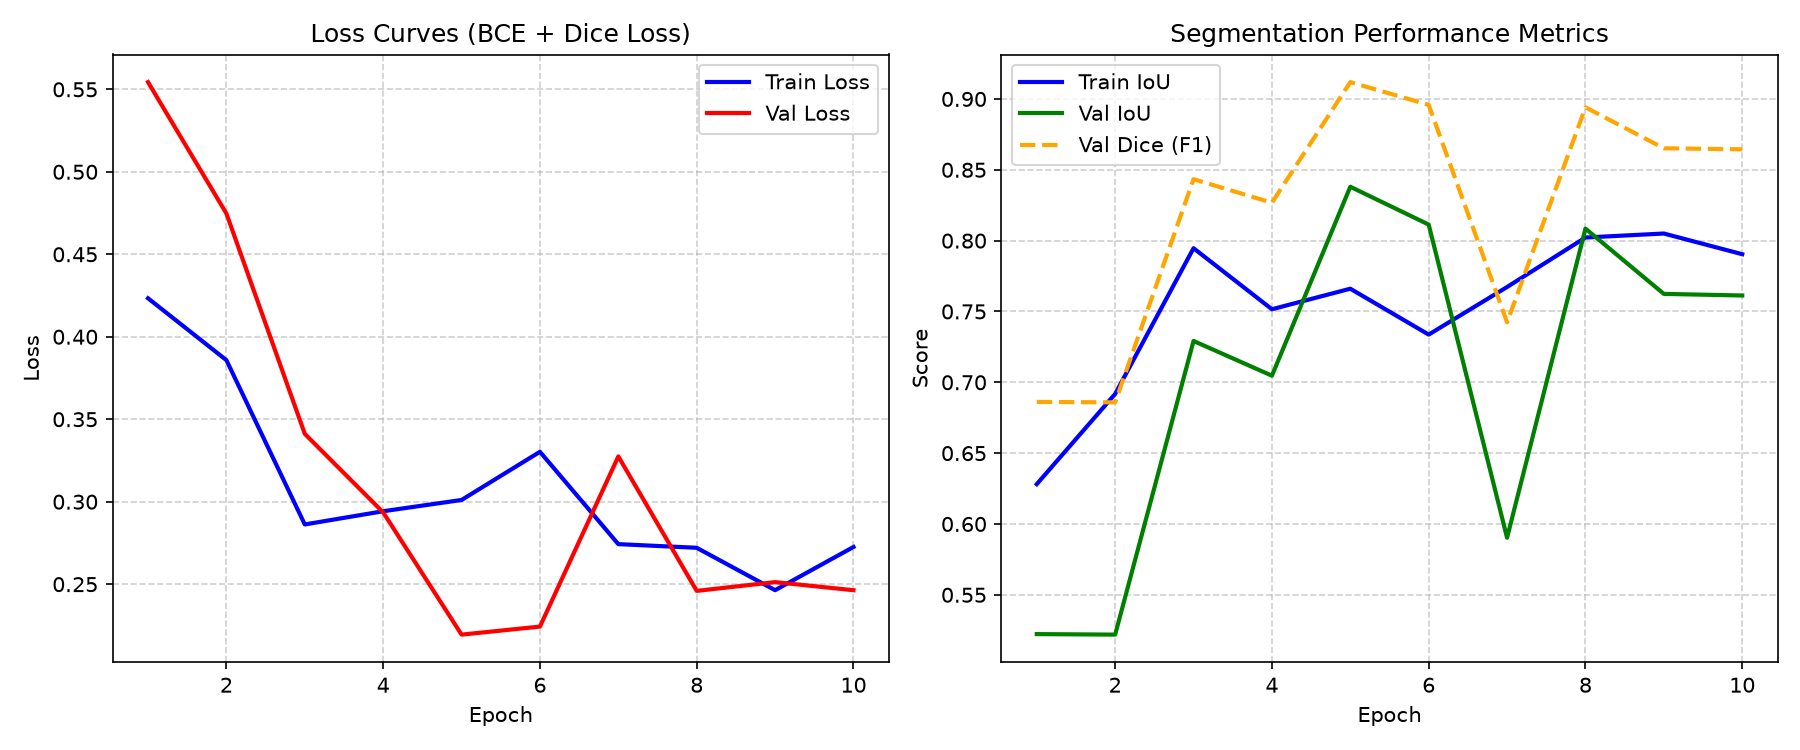 Loss Curves (BCE + Dice Loss)
Train Loss
Val Loss
0.55
0.50
0.45
0.40
0.35
0.30
0.25
Loss
2 4 6 8 10
Epoch
Segmentation Performance Metrics
Train IoU
Val IoU
Val Dice (F1)
0.90
0.85
0.80
0.75
0.70
0.65
0.60
0.55
Score
2 4 6 8 10
Epoch